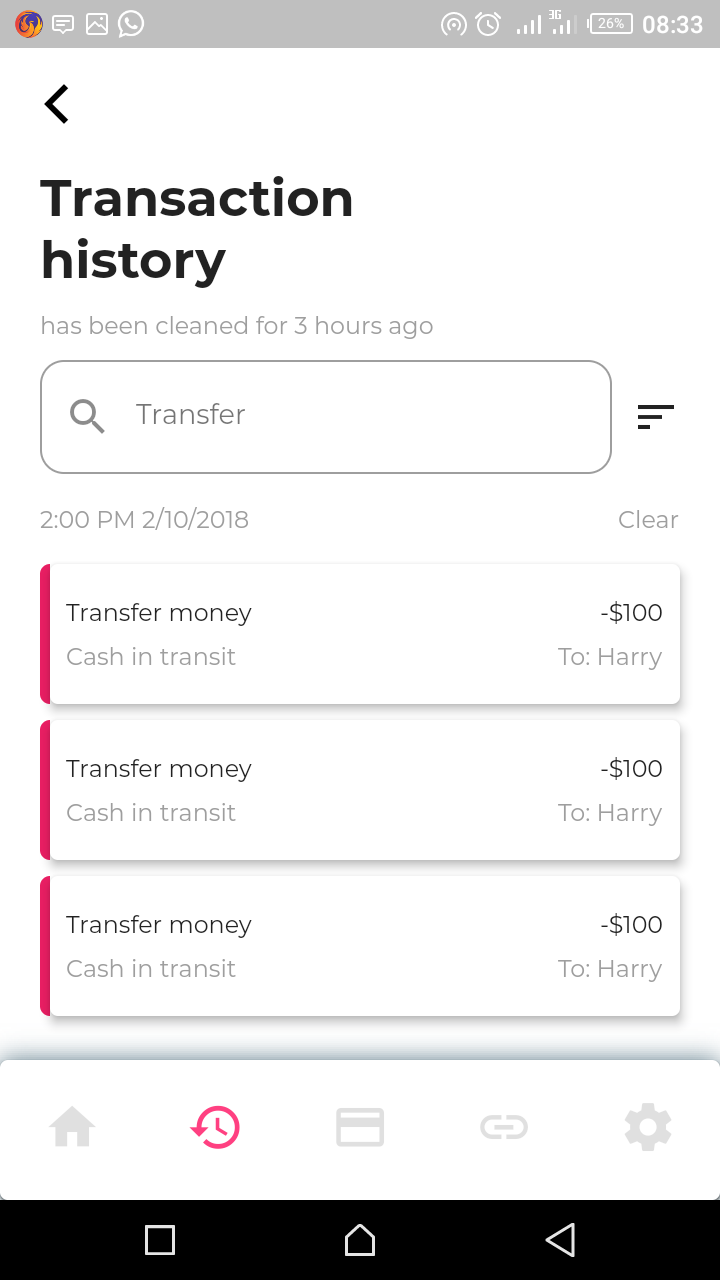 3G 26% 08:33
Transaction
history
has been cleaned for 3 hours ago
Transfer
2:00 PM 2/10/2018 Clear
Transfer money -$100
Cash in transit To: Harry
Transfer money -$100
Cash in transit To: Harry
Transfer money -$100
Cash in transit To: Harry